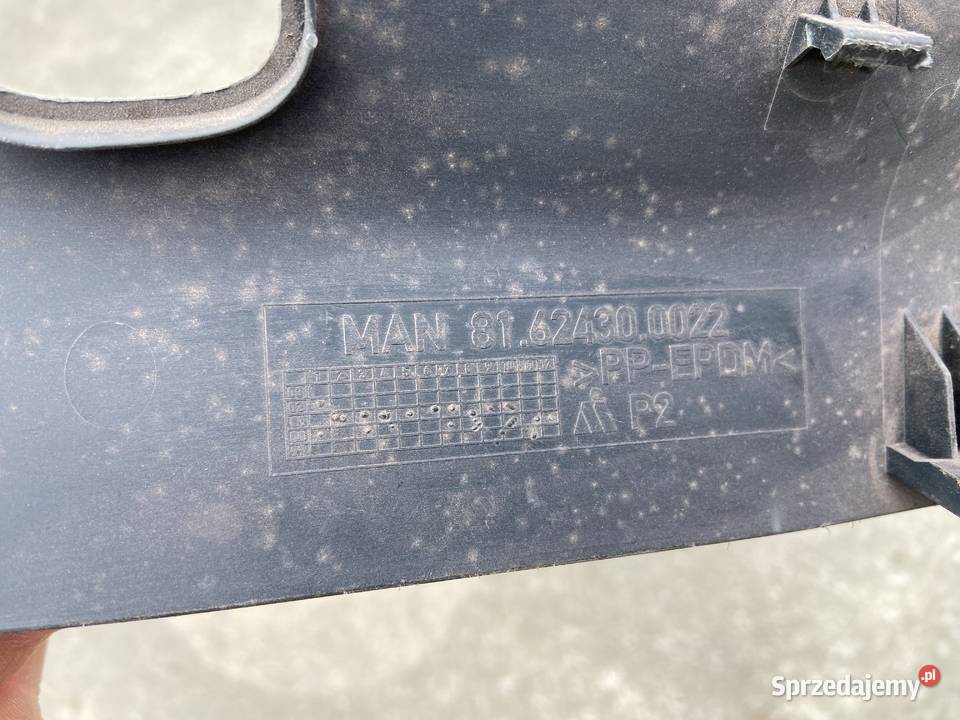 MAN 81.62430.0022
>PP-EPDM<
P2
Sprzedajemy.pl